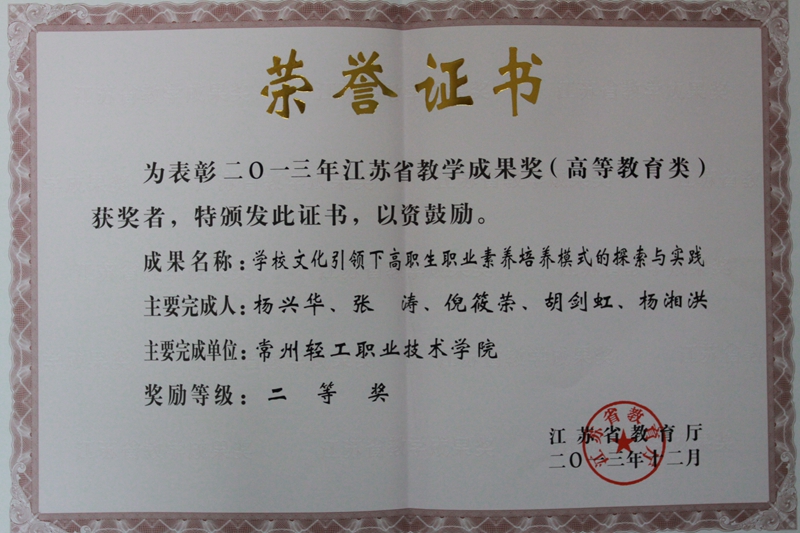 荣誉证书
为表彰二〇一三年江苏省教学成果奖(高等教育类)
获奖者,特颁发此证书,以资鼓励。
成果名称:学校文化引领下高职生职业素养培养模式的探索与实践
主要完成人:杨兴华、张 涛、倪筱荣、胡剑虹、杨湘洪
主要完成单位:常州轻工职业技术学院
奖励等级:二 等 奖
江苏省教育厅
江苏省教育厅
二〇一三年十二月